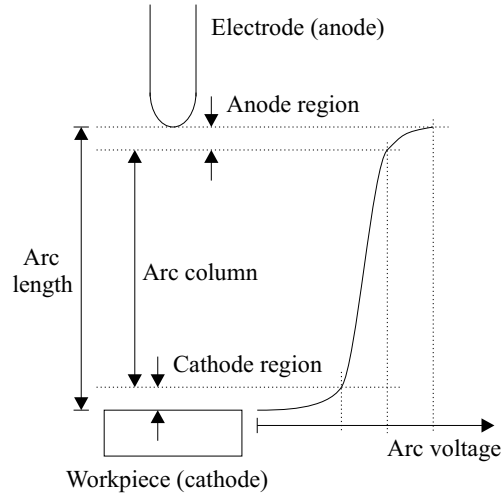 Electrode (anode)
Anode region
Arc
length
Arc column
Cathode region
Arc voltage
Workpiece (cathode)